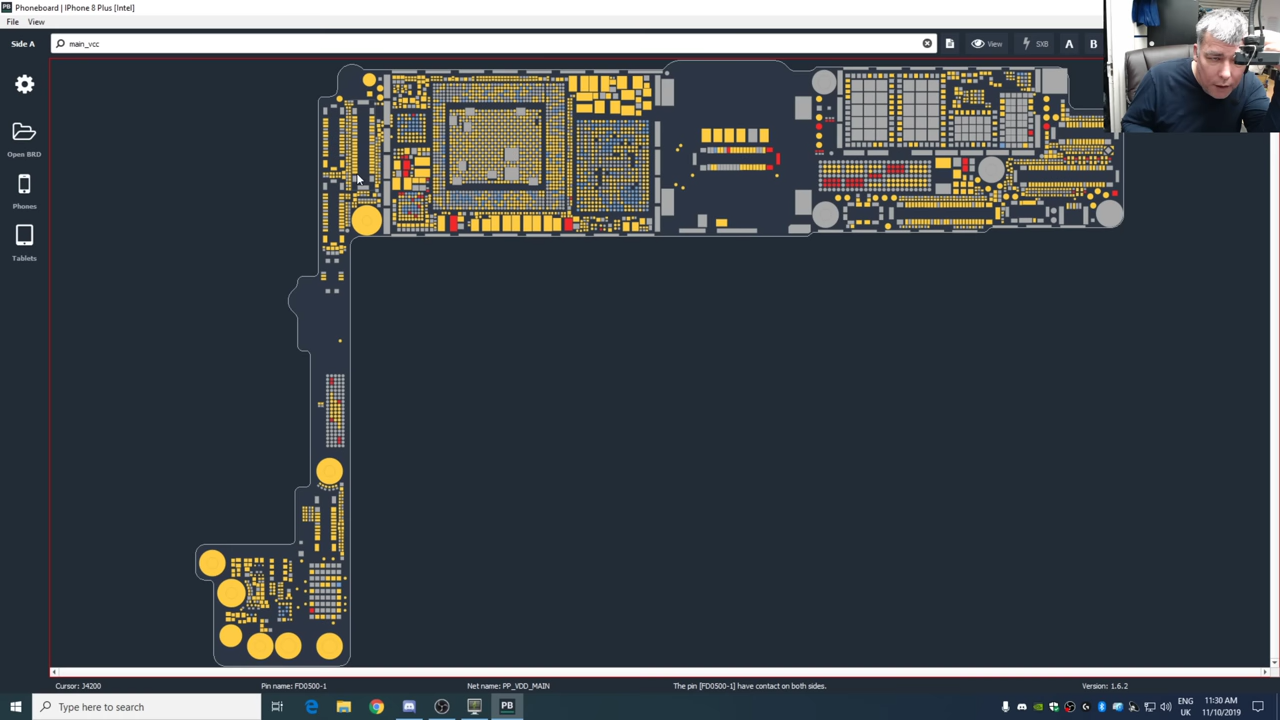 PB Phoneboard | IPhone 8 Plus [Intel]
File View
Side A
main_vcc
View
SXB
A
B
Open BRD
Phones
Tablets
Cursor: J4200
Pin name: FD0500-1
Net name: PP_VDD_MAIN
The pin [FD0500-1] have contact on both sides.
Version: 1.6.2
Type here to search
PB
ENG
UK
11:30 AM
11/10/2019